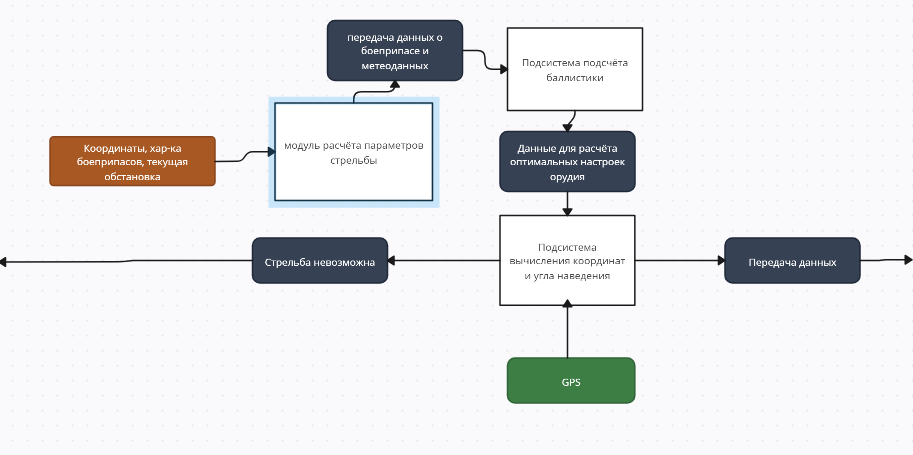 передача данных о
боеприпасе и
метеоданных
Подсистема подсчёта
баллистики
Координаты, хар-ка
боеприпасов, текущая
обстановка
модуль расчёта параметров
стрельбы
Данные для расчёта
оптимальных настроек
орудия
Стрельба невозможна
Подсистема
вычисления координат
и угла наведения
Передача данных
GPS